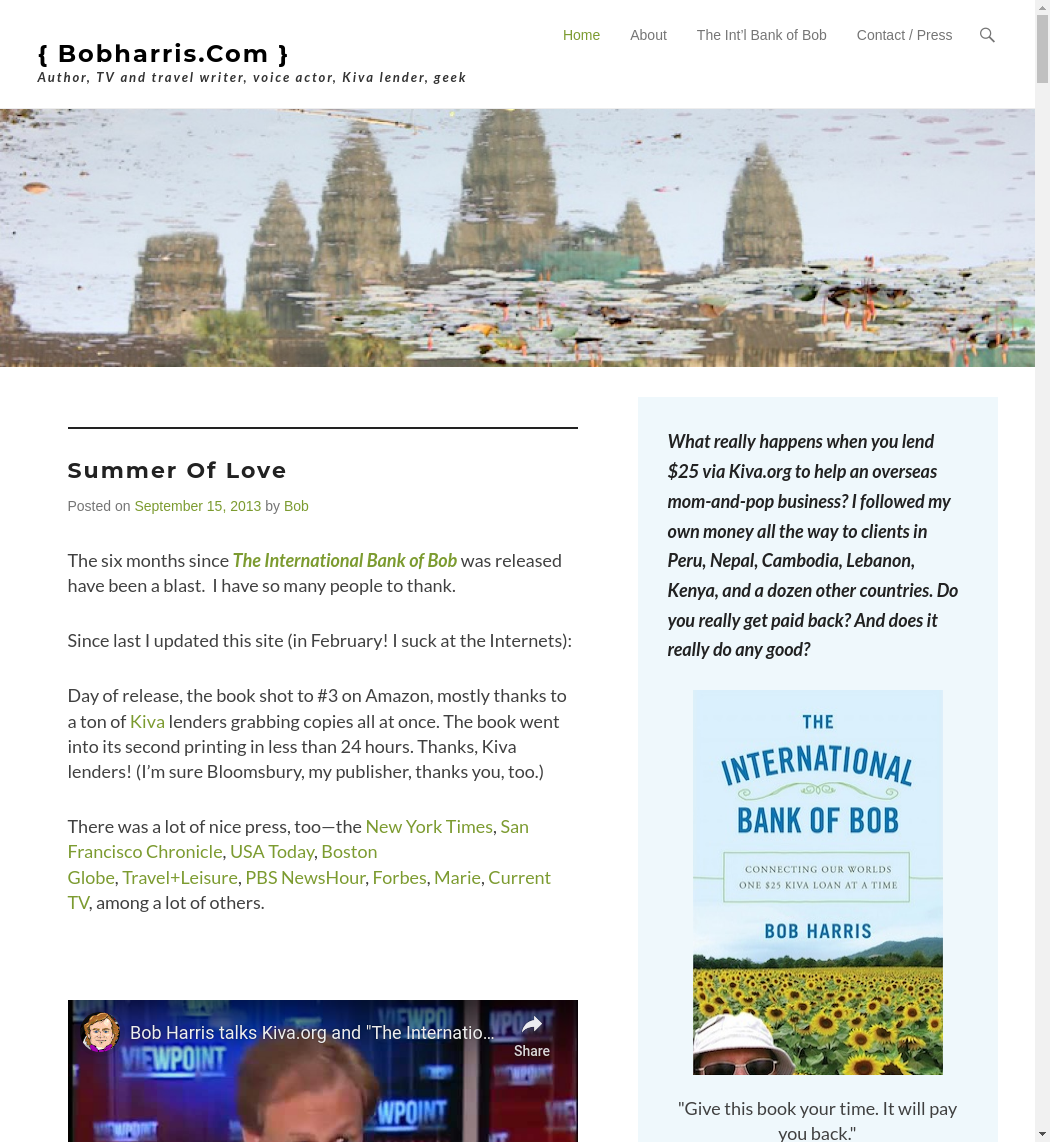 { Bobharris.Com }
Author, TV and travel writer, voice actor, Kiva lender, geek
Home About The Int’l Bank of Bob Contact / Press
Summer Of Love
Posted on September 15, 2013 by Bob
The six months since The International Bank of Bob was released
have been a blast.  I have so many people to thank.
Since last I updated this site (in February! I suck at the Internets):
Day of release, the book shot to #3 on Amazon, mostly thanks to
a ton of Kiva lenders grabbing copies all at once. The book went
into its second printing in less than 24 hours. Thanks, Kiva
lenders! (I’m sure Bloomsbury, my publisher, thanks you, too.)
There was a lot of nice press, too—the New York Times, San
Francisco Chronicle, USA Today, Boston
Globe, Travel+Leisure, PBS NewsHour, Forbes, Marie, Current
TV, among a lot of others.
Bob Harris talks Kiva.org and "The Internatio...
Share
VIEWPOINT
WPOINT
What really happens when you lend
$25 via Kiva.org to help an overseas
mom-and-pop business? I followed my
own money all the way to clients in
Peru, Nepal, Cambodia, Lebanon,
Kenya, and a dozen other countries. Do
you really get paid back? And does it
really do any good?
THE
INTERNATIONAL
BANK OF BOB
CONNECTING OUR WORLDS
ONE $25 KIVA LOAN AT A TIME
BOB HARRIS
"Give this book your time. It will pay
you back."